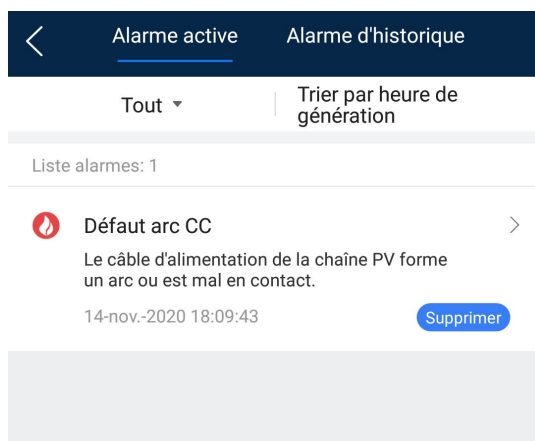 Alarme active Alarme d'historique
Tout Trier par heure de
génération
Liste alarmes: 1
Défaut arc CC
Le câble d'alimentation de la chaîne PV forme
un arc ou est mal en contact.
14-nov.-2020 18:09:43 Supprimer